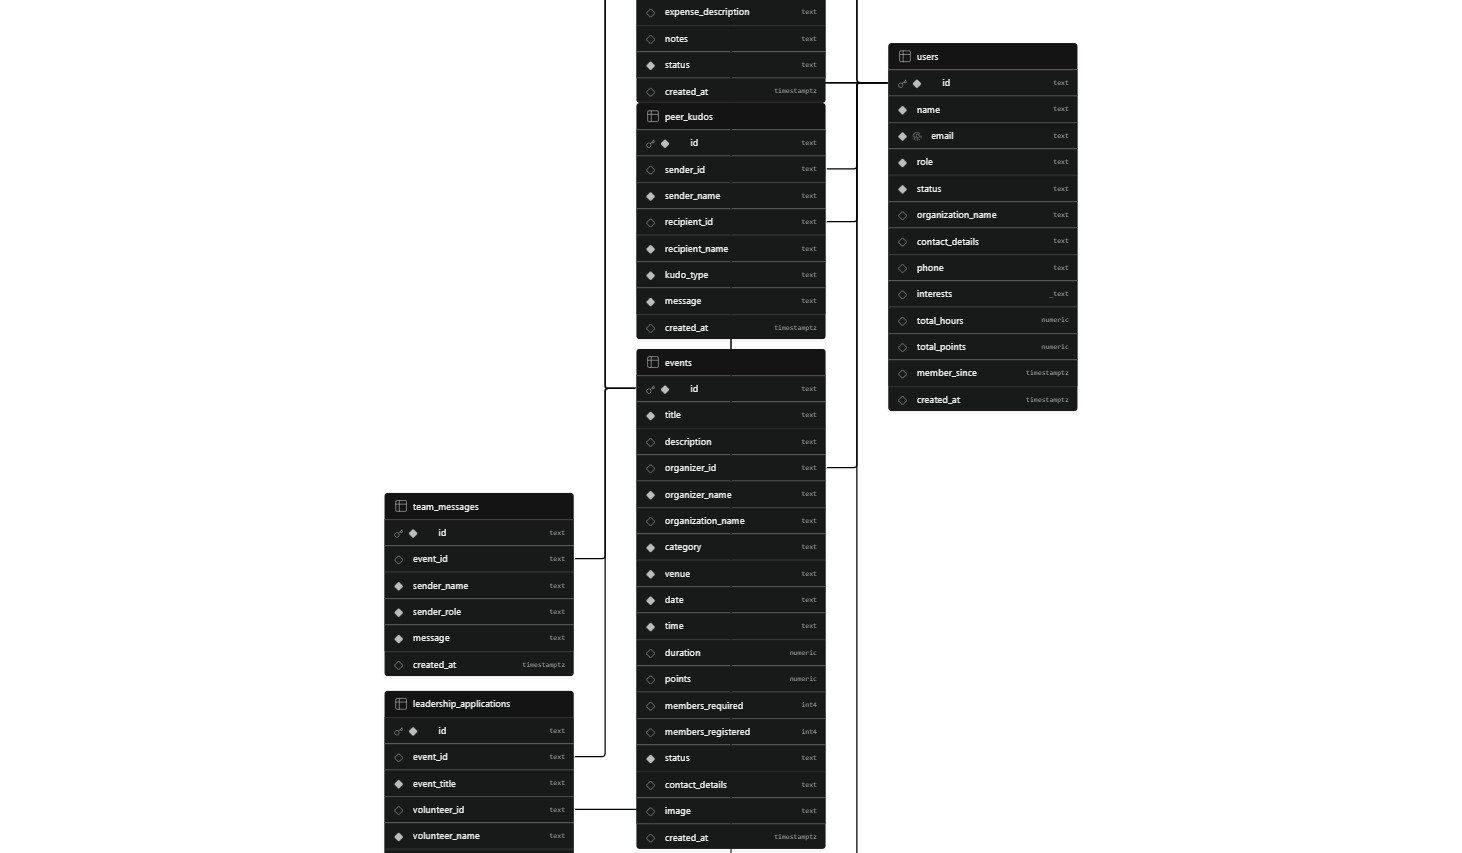 expense_description text
notes text
status text
created_at timestamptz
peer_kudos
id text
sender_id text
sender_name text
recipient_id text
recipient_name text
kudo_type text
message text
created_at timestamptz
events
id text
title text
description text
organizer_id text
organizer_name text
organization_name text
category text
venue text
date text
time text
duration numeric
points numeric
members_required int4
members_registered int4
status text
contact_details text
image text
created_at timestamptz
users
id text
name text
email text
role text
status text
organization_name text
contact_details text
phone text
interests _text
total_hours numeric
total_points numeric
member_since timestamptz
created_at timestamptz
team_messages
id text
event_id text
sender_name text
sender_role text
message text
created_at timestamptz
leadership_applications
id text
event_id text
event_title text
volunteer_id text
volunteer_name text